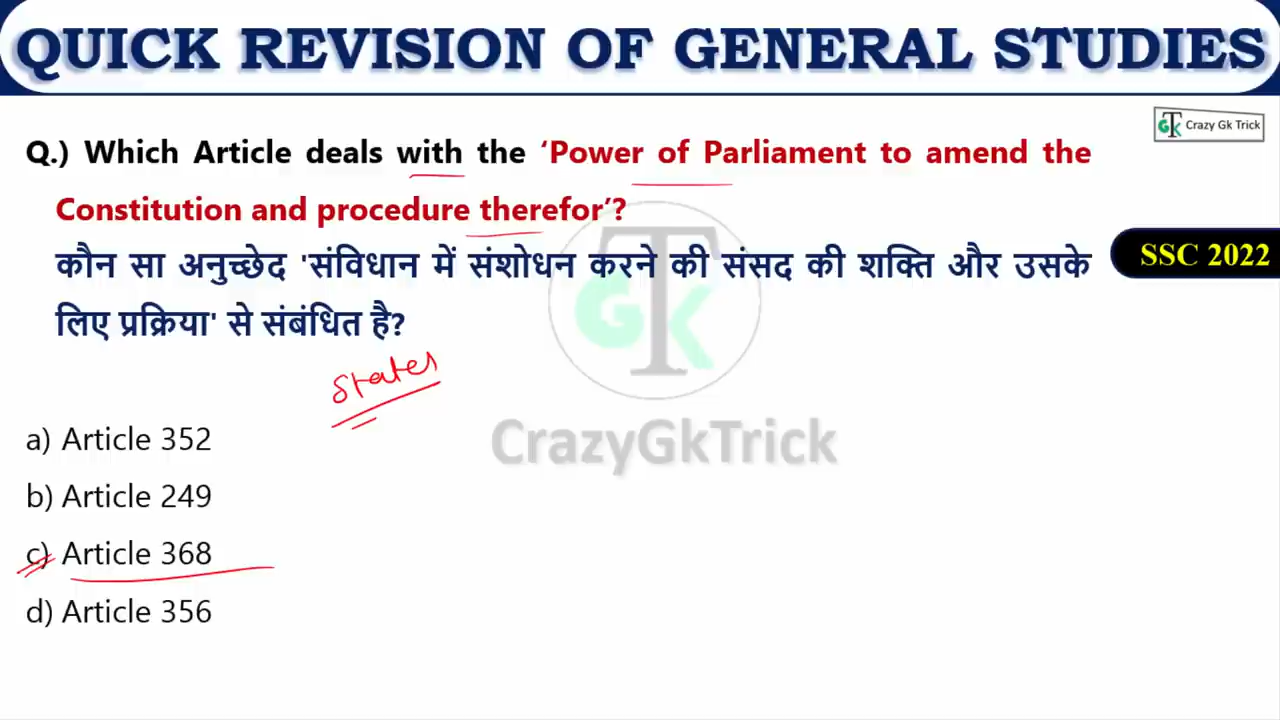 QUICK REVISION OF GENERAL STUDIES
GTK Crazy Gk Trick
Q.) Which Article deals with the ‘Power of Parliament to amend the
Constitution and procedure therefor’?
कौन सा अनुच्छेद 'संविधान में संशोधन करने की संसद की शक्ति और उसके
लिए प्रक्रिया' से संबंधित है?
SSC 2022
States
GTK
CrazyGkTrick
a) Article 352
b) Article 249
c) Article 368
d) Article 356